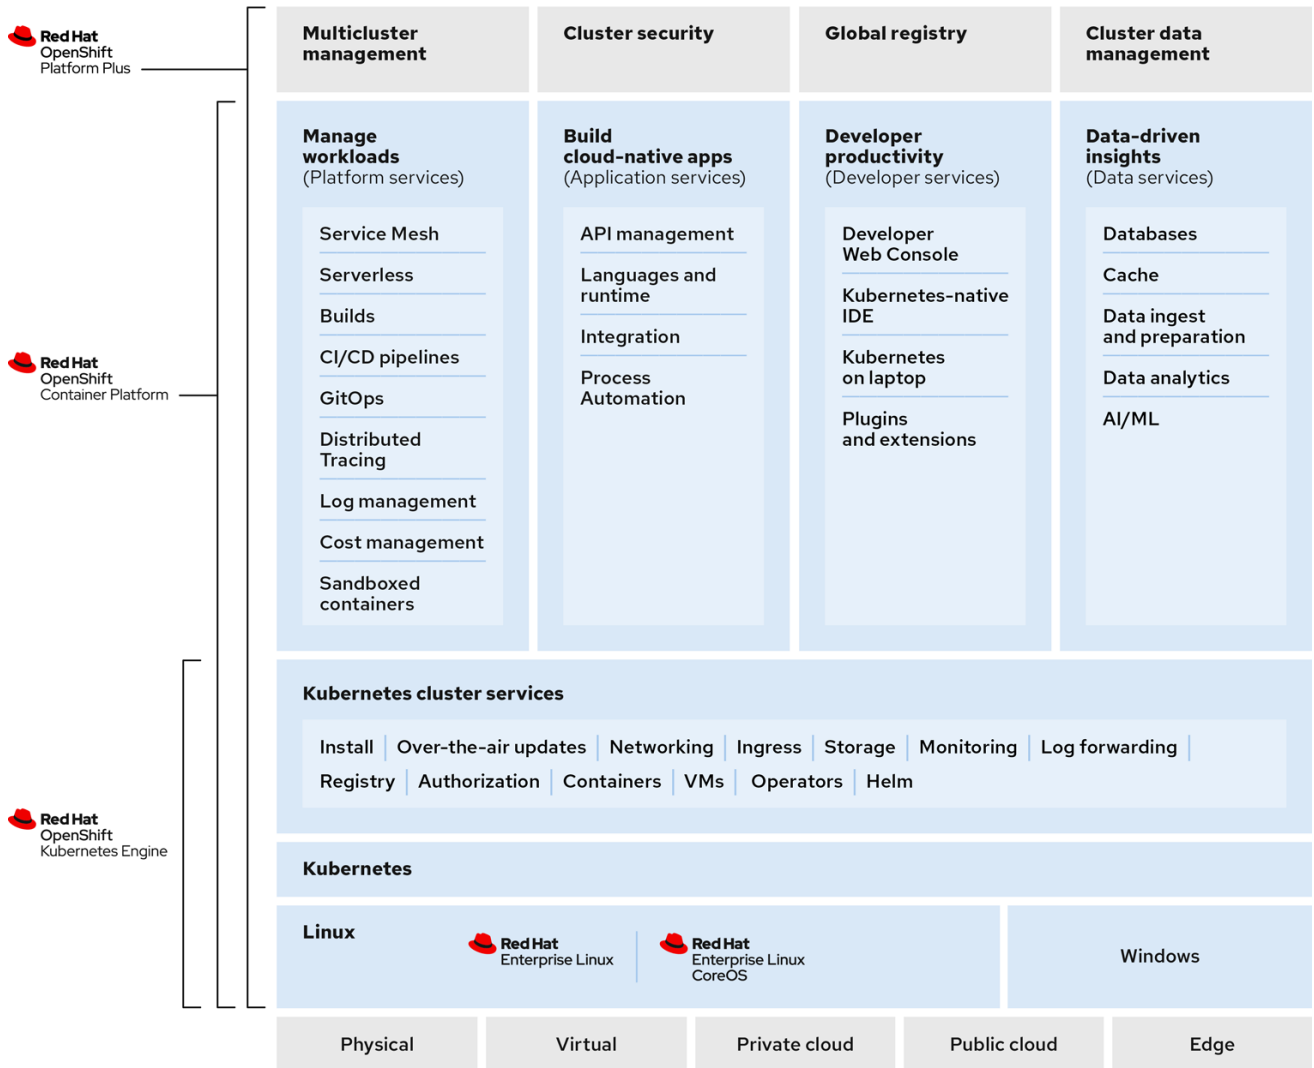 Red Hat
OpenShift
Platform Plus
Multicluster
management
Cluster security
Global registry
Cluster data
management
Red Hat
OpenShift
Container Platform
Manage
workloads
(Platform services)
Service Mesh
Serverless
Builds
CI/CD pipelines
GitOps
Distributed
Tracing
Log management
Cost management
Sandboxed
containers
Build
cloud-native apps
(Application services)
API management
Languages and
runtime
Integration
Process
Automation
Developer
productivity
(Developer services)
Developer
Web Console
Kubernetes-native
IDE
Kubernetes
on laptop
Plugins
and extensions
Data-driven
insights
(Data services)
Databases
Cache
Data ingest
and preparation
Data analytics
AI/ML
Red Hat
OpenShift
Kubernetes Engine
Kubernetes cluster services
Install | Over-the-air updates | Networking | Ingress | Storage | Monitoring | Log forwarding |
Registry | Authorization | Containers | VMs | Operators | Helm
Kubernetes
Linux
Red Hat
Enterprise Linux
Red Hat
Enterprise Linux
CoreOS
Windows
Physical
Virtual
Private cloud
Public cloud
Edge